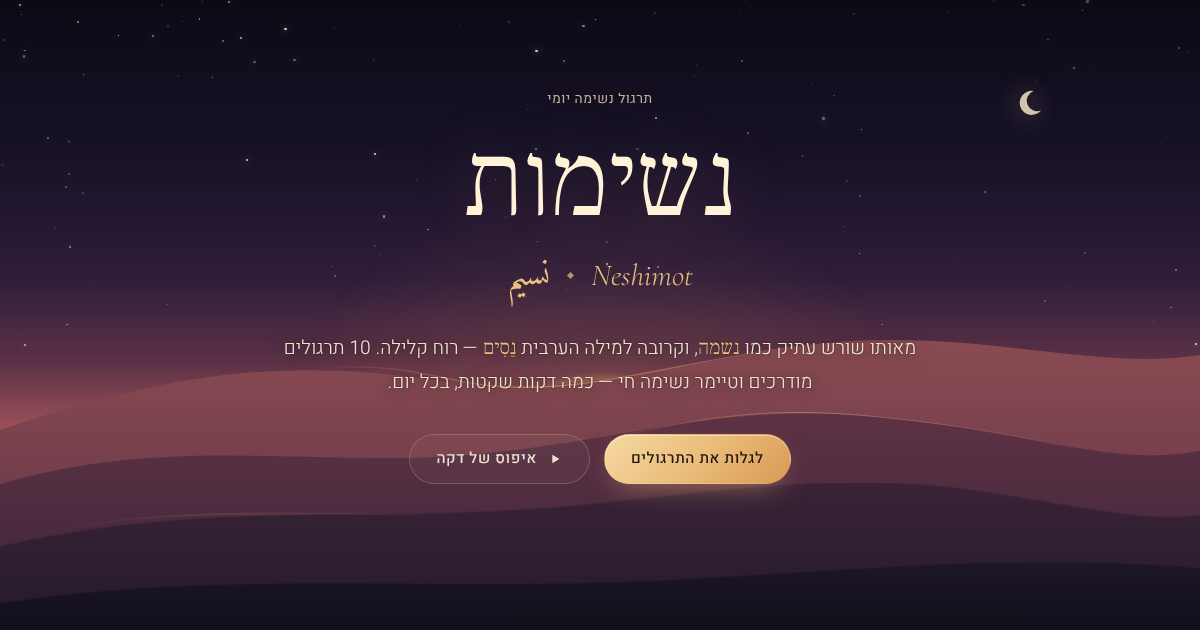 תרגול נשימה יומי
נשימות
Neshimot ◆ نسيم
מאותו שורש עתיק כמו נשמה, וקרובה למילה הערבית נַסִים — רוח קלילה. 10 תרגולים
מודרכים וטיימר נשימה חי — כמה דקות שקטות, בכל יום.
לגלות את התרגולים
איפוס של דקה